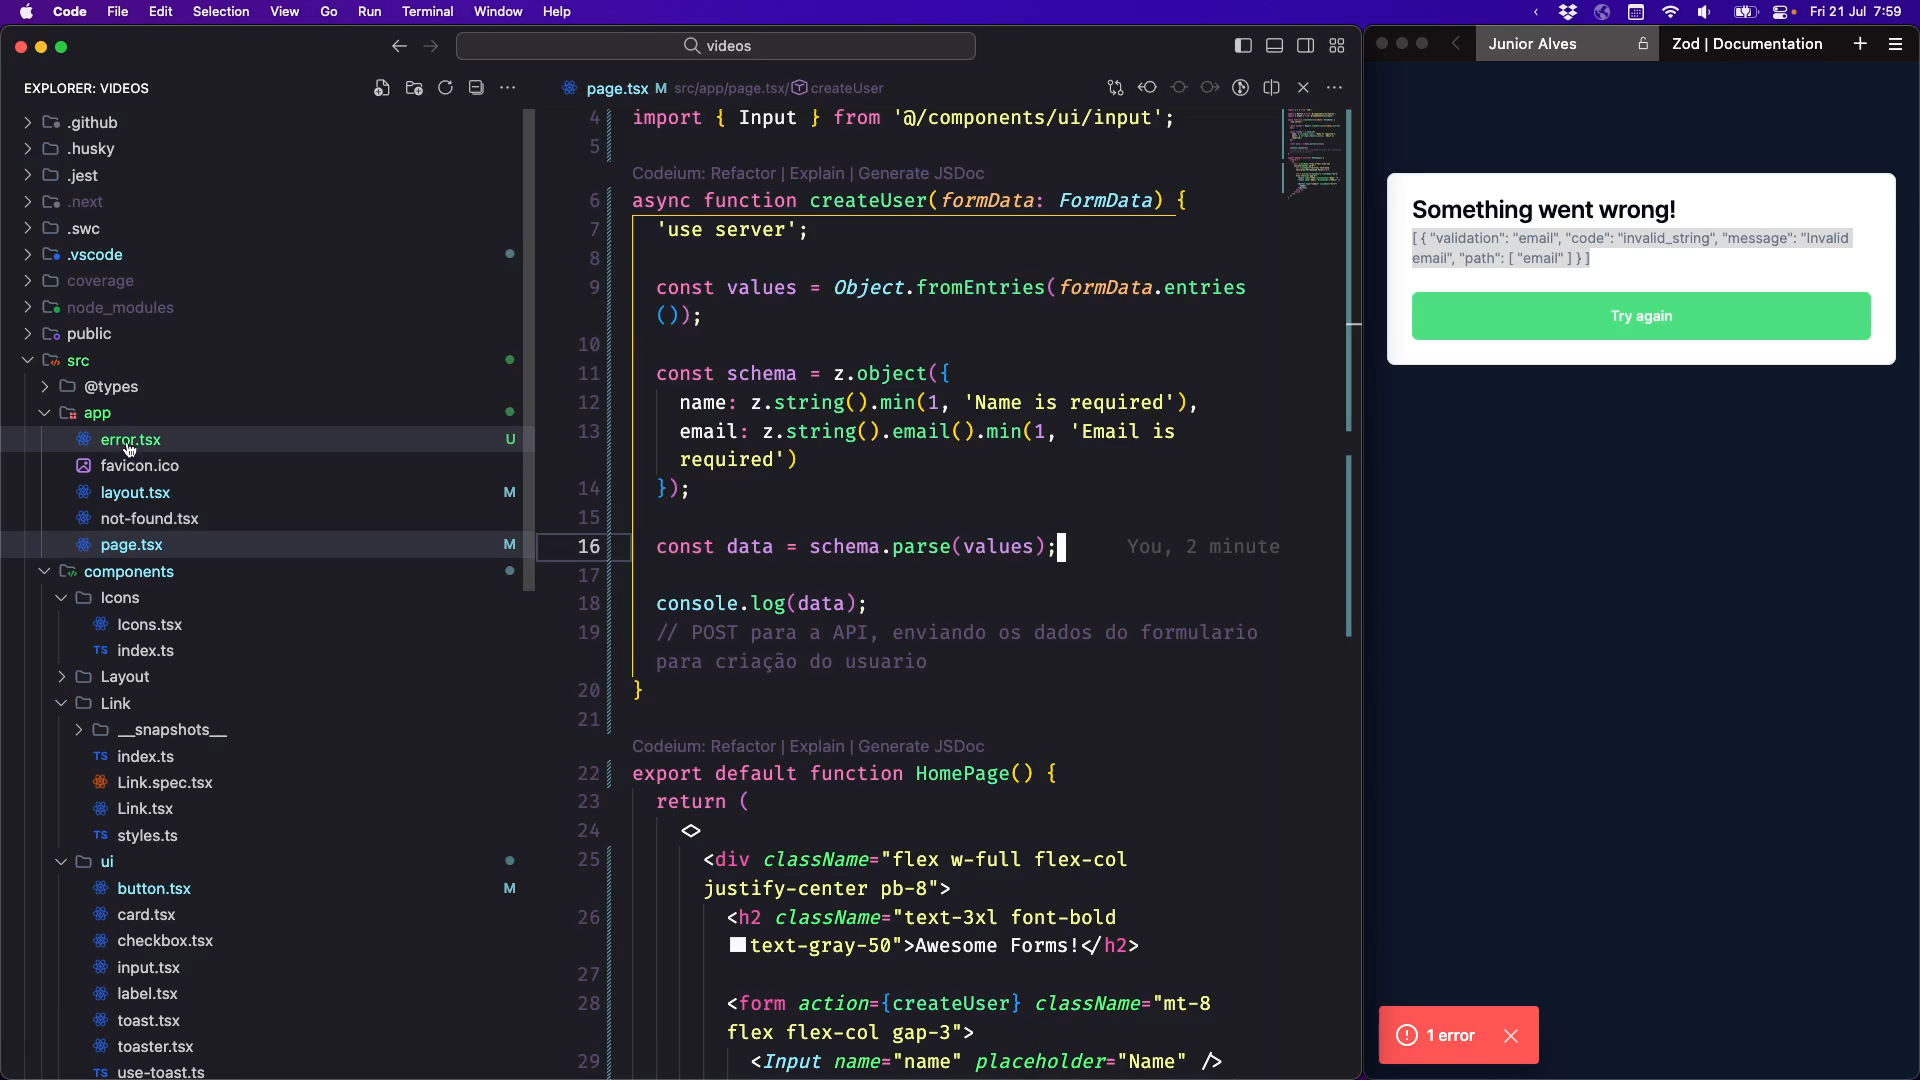 Code File Edit Selection View Go Run Terminal Window Help
Fri 21 Jul 7:59
videos
Junior Alves
Zod | Documentation
EXPLORER: VIDEOS
page.tsx M src/app/page.tsx/ createUser
.github
.husky
.jest
.next
.swc
.vscode
coverage
node_modules
public
src
@types
app
error.tsx U
favicon.ico
layout.tsx M
not-found.tsx
page.tsx M
components
Icons
Icons.tsx
TS index.ts
Layout
Link
__snapshots__
TS index.ts
Link.spec.tsx
Link.tsx
TS styles.ts
ui
button.tsx M
card.tsx
checkbox.tsx
input.tsx
label.tsx
toast.tsx
toaster.tsx
TS use-toast.ts
4 import { Input } from '@/components/ui/input';
5
Codeium: Refactor | Explain | Generate JSDoc
6 async function createUser(formData: FormData) {
7 'use server';
8
9 const values = Object.fromEntries(formData.entries
());
10
11 const schema = z.object({
12 name: z.string().min(1, 'Name is required'),
13 email: z.string().email().min(1, 'Email is
required')
14 });
15
16 const data = schema.parse(values); You, 2 minute
17
18 console.log(data);
19 // POST para a API, enviando os dados do formulario
para criação do usuario
20 }
21
Codeium: Refactor | Explain | Generate JSDoc
22 export default function HomePage() {
23 return (
24 <>
25 <div className="flex w-full flex-col
justify-center pb-8">
26 <h2 className="text-3xl font-bold
text-gray-50">Awesome Forms!</h2>
27
28 <form action={createUser} className="mt-8
flex flex-col gap-3">
29 <Input name="name" placeholder="Name" />
Something went wrong!
[ { "validation": "email", "code": "invalid_string", "message": "Invalid
email", "path": [ "email" ] } ]
Try again
1 error